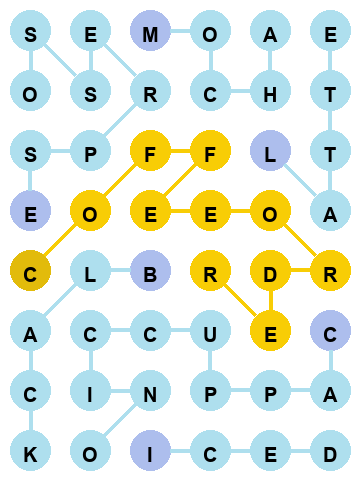 S E M O A E
O S R C H T
S P F F L T
E O E E O A
C L B R D R
A C C U E C
C I N P P A
K O I C E D